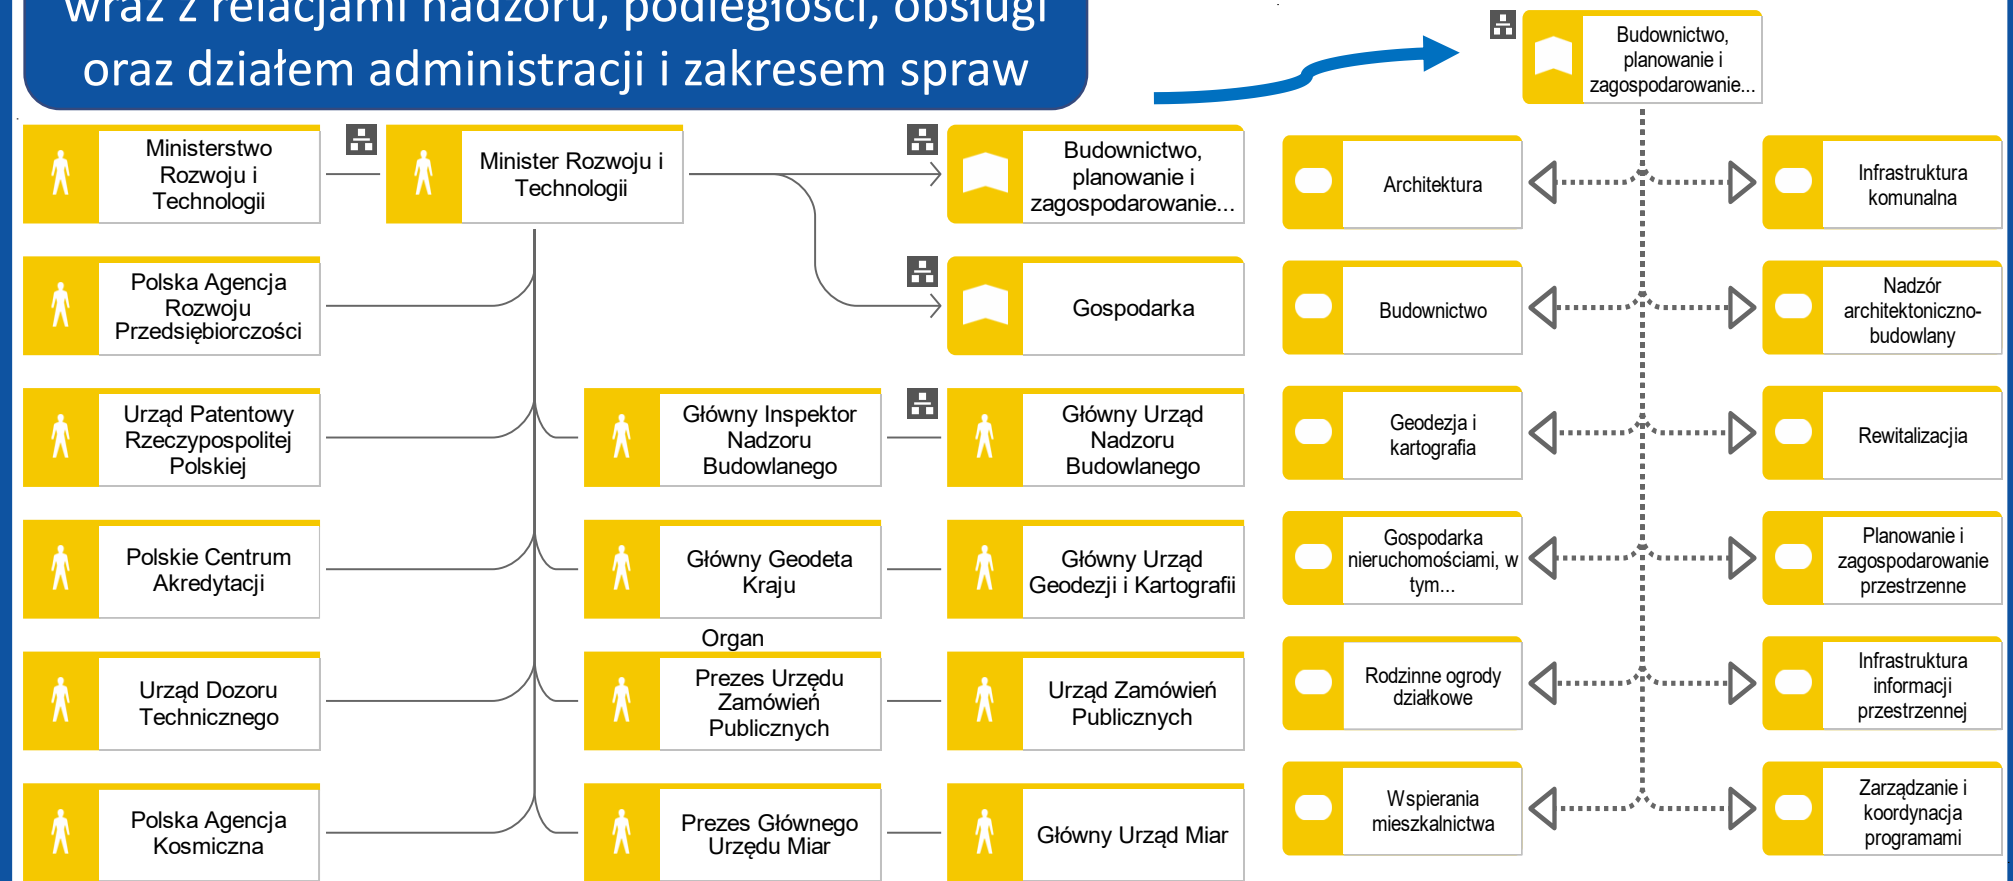 wraz z relacjami nadzoru, podległości, obsługi
oraz działem administracji i zakresem spraw
Budownictwo,
planowanie i
zagospodarowanie...
Ministerstwo
Rozwoju i
Technologii
Minister Rozwoju i
Technologii
Budownictwo,
planowanie i
zagospodarowanie...
Polska Agencja
Rozwoju
Przedsiębiorczości
Gospodarka
Urząd Patentowy
Rzeczypospolitej
Polskiej
Główny Inspektor
Nadzoru
Budowlanego
Główny Urząd
Nadzoru
Budowlanego
Polskie Centrum
Akredytacji
Główny Geodeta
Kraju
Główny Urząd
Geodezji i Kartografii
Organ
Urząd Dozoru
Technicznego
Prezes Urzędu
Zamówień
Publicznych
Urząd Zamówień
Publicznych
Polska Agencja
Kosmiczna
Prezes Głównego
Urzędu Miar
Główny Urząd Miar
Architektura
Infrastruktura
komunalna
Budownictwo
Nadzór
architektoniczno-
budowlany
Geodezja i
kartografia
Rewitalizacjia
Gospodarka
nieruchomościami, w
tym...
Planowanie i
zagospodarowanie
przestrzenne
Rodzinne ogrody
działkowe
Infrastruktura
informacji
przestrzennej
Wspierania
mieszkalnictwa
Zarządzanie i
koordynacja
programami